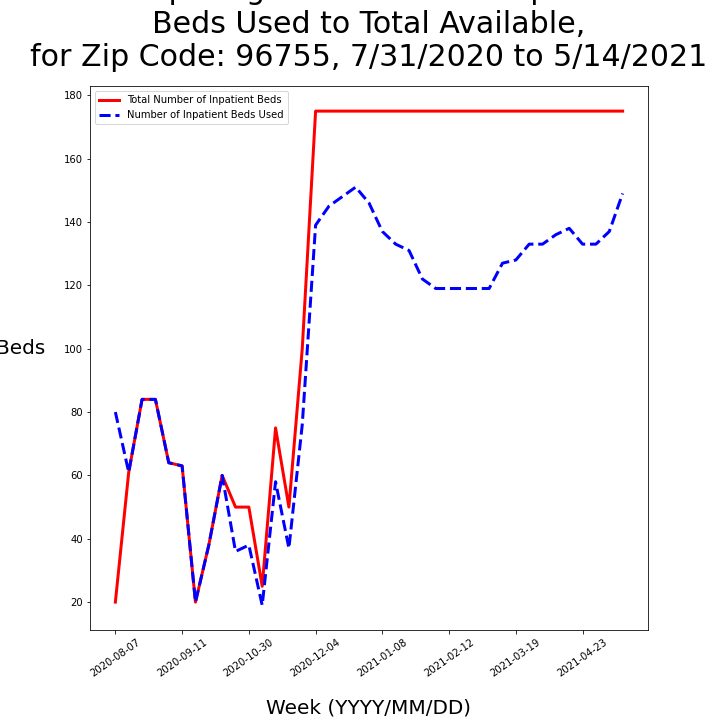 Beds Used to Total Available,
for Zip Code: 96755, 7/31/2020 to 5/14/2021
Total Number of Inpatient Beds
Number of Inpatient Beds Used
180
160
140
120
100
80
60
40
20
Beds
2020-08-07
2020-09-11
2020-10-30
2020-12-04
2021-01-08
2021-02-12
2021-03-19
2021-04-23
Week (YYYY/MM/DD)